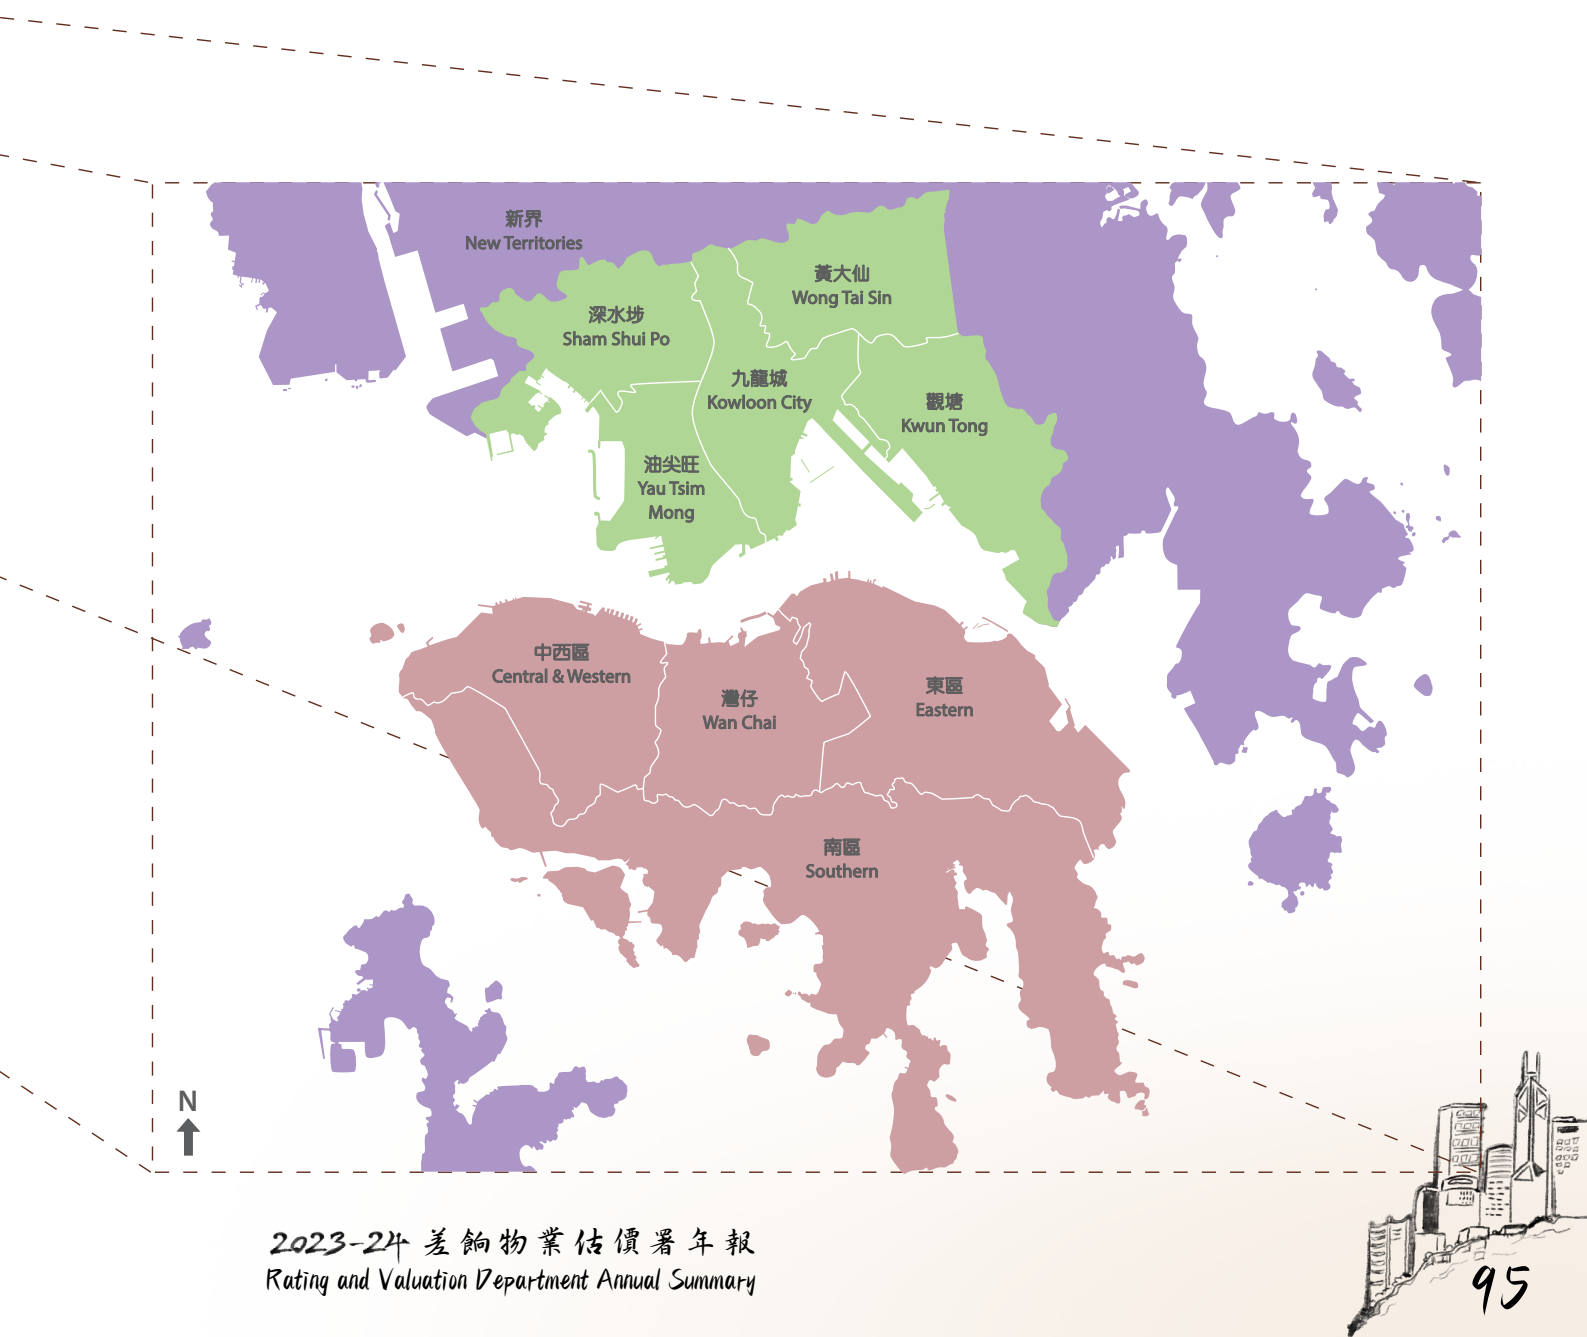 新界
New Territories
黃大仙
Wong Tai Sin
深水埗
Sham Shui Po
九龍城
Kowloon City
觀塘
Kwun Tong
油尖旺
Yau Tsim
Mong
中西區
Central & Western
灣仔
Wan Chai
東區
Eastern
南區
Southern
N
2023-24 差餉物業估價署年報
Rating and Valuation Department Annual Summary
95